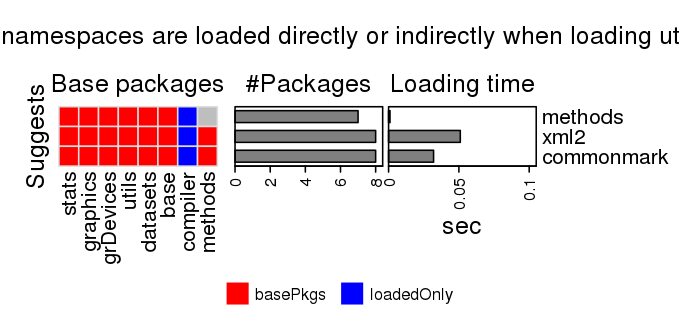 namespaces are loaded directly or indirectly when loading ut
Base packages
#Packages
Loading time
Suggests
methods
xml2
commonmark
0
2
4
6
8
0
0.05
0.1
stats
graphics
grDevices
utils
datasets
base
compiler
methods
sec
basePkgs
loadedOnly